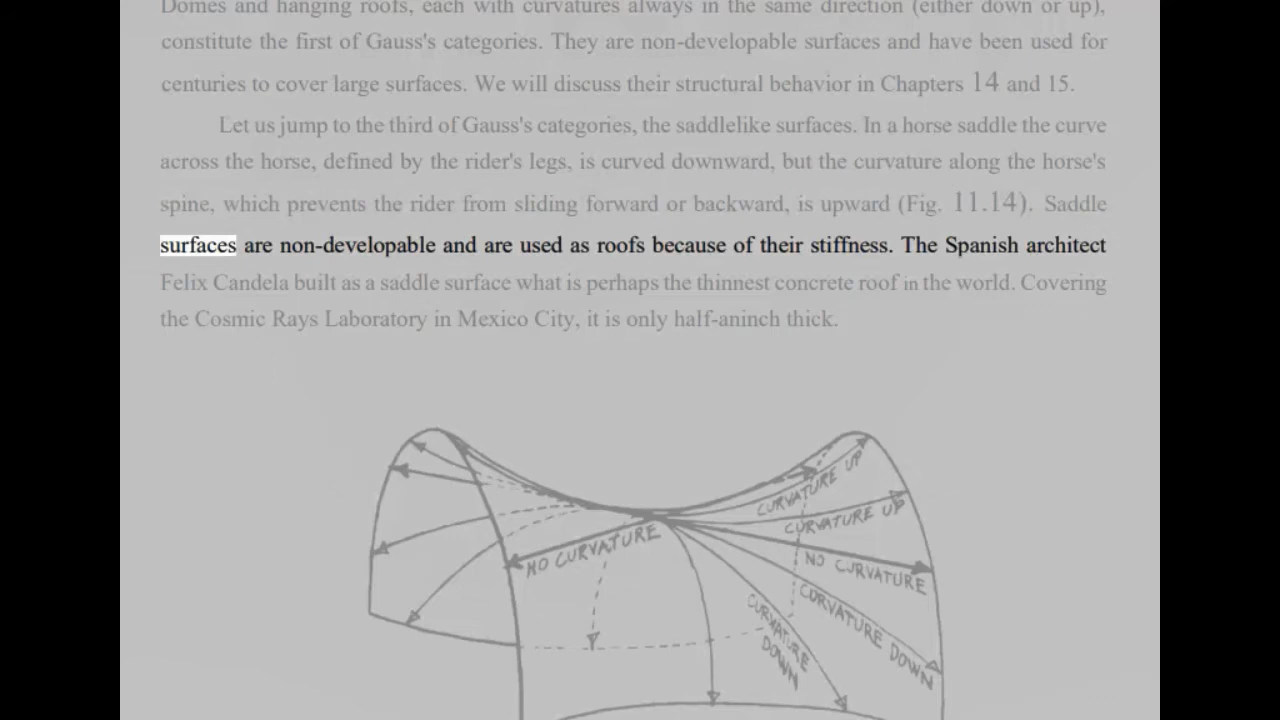 Domes and hanging roofs, each with curvatures always in the same direction (either down or up),
constitute the first of Gauss's categories. They are non-developable surfaces and have been used for
centuries to cover large surfaces. We will discuss their structural behavior in Chapters 14 and 15.
Let us jump to the third of Gauss's categories, the saddlelike surfaces. In a horse saddle the curve
across the horse, defined by the rider's legs, is curved downward, but the curvature along the horse's
spine, which prevents the rider from sliding forward or backward, is upward (Fig. 11.14). Saddle
surfaces are non-developable and are used as roofs because of their stiffness. The Spanish architect
Felix Candela built as a saddle surface what is perhaps the thinnest concrete roof in the world. Covering
the Cosmic Rays Laboratory in Mexico City, it is only half-aninch thick.
CURVATURE UP
CURVATURE UP
NO CURVATURE
NO CURVATURE
CURVATURE DOWN
CURVATURE
DOWN